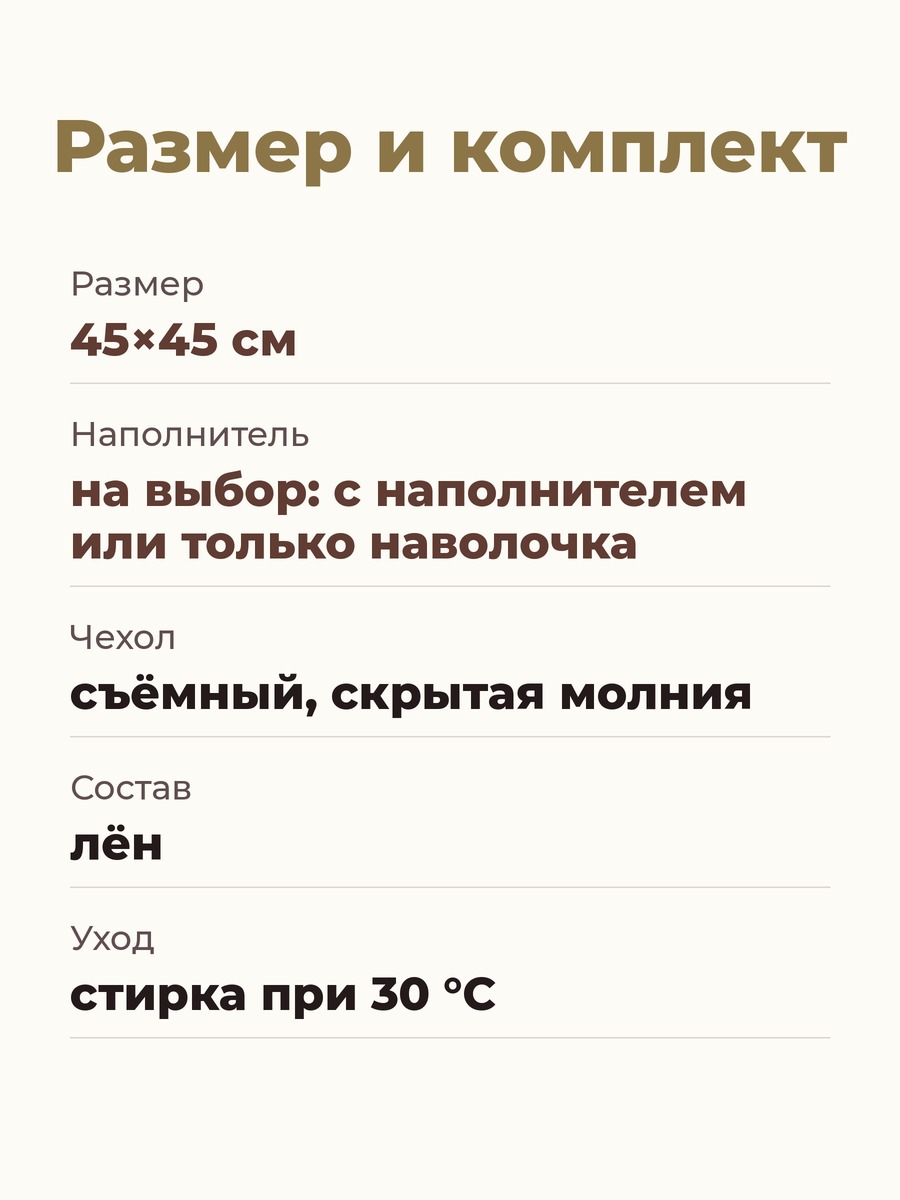 Размер и комплект
Размер
45×45 см
Наполнитель
на выбор: с наполнителем
или только наволочка
Чехол
съёмный, скрытая молния
Состав
лён
Уход
стирка при 30 °C